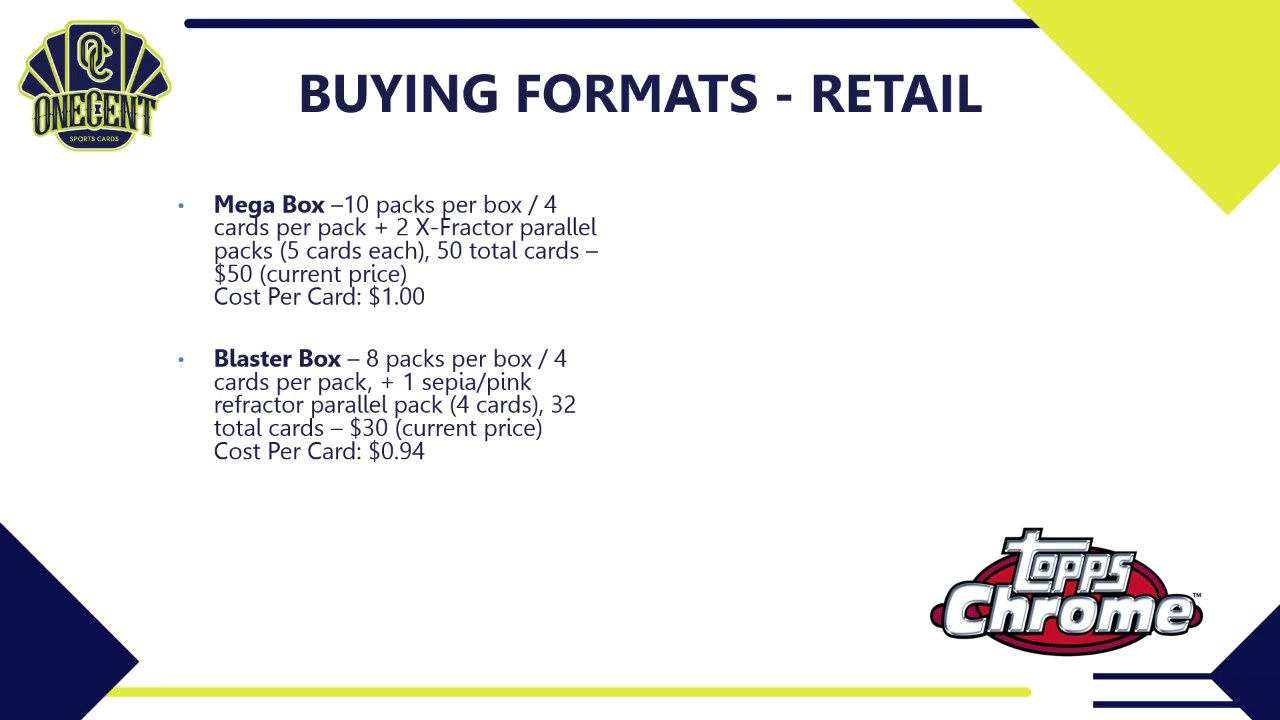 OC
ONECENT
SPORTS CARDS
BUYING FORMATS - RETAIL
• Mega Box –10 packs per box / 4
cards per pack + 2 X-Fractor parallel
packs (5 cards each), 50 total cards –
$50 (current price)
Cost Per Card: $1.00
• Blaster Box – 8 packs per box / 4
cards per pack, + 1 sepia/pink
refractor parallel pack (4 cards), 32
total cards – $30 (current price)
Cost Per Card: $0.94
topps
Chrome™